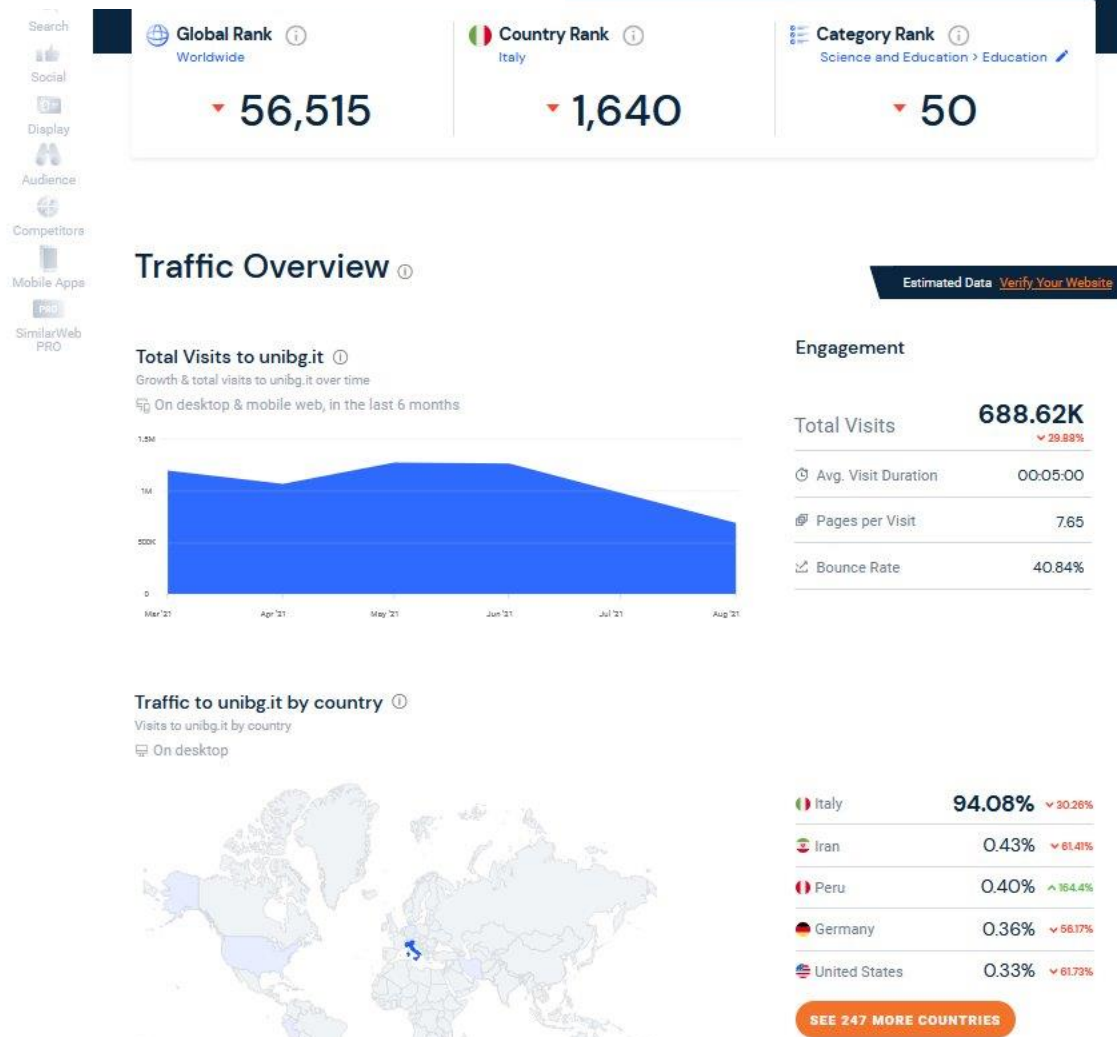 Search
Social
Display
Audience
Competitors
Mobile Apps
PRO
SimilarWeb
PRO
Global Rank
Worldwide
56,515
Country Rank
Italy
1,640
Category Rank
Science and Education > Education
50
Traffic Overview
Estimated Data Verify Your Website
Total Visits to unibg.it
Growth & total visits to unibg.it over time
On desktop & mobile web, in the last 6 months
1.5M
1M
500K
0
Mar '21 Apr '21 May '21 Jun '21 Jul '21 Aug '21
Engagement
Total Visits 688.62K
29.88%
Avg. Visit Duration 00:05:00
Pages per Visit 7.65
Bounce Rate 40.84%
Traffic to unibg.it by country
Visits to unibg.it by country
On desktop
Italy 94.08% 30.26%
Iran 0.43% 61.41%
Peru 0.40% 164.4%
Germany 0.36% 56.17%
United States 0.33% 61.73%
SEE 247 MORE COUNTRIES